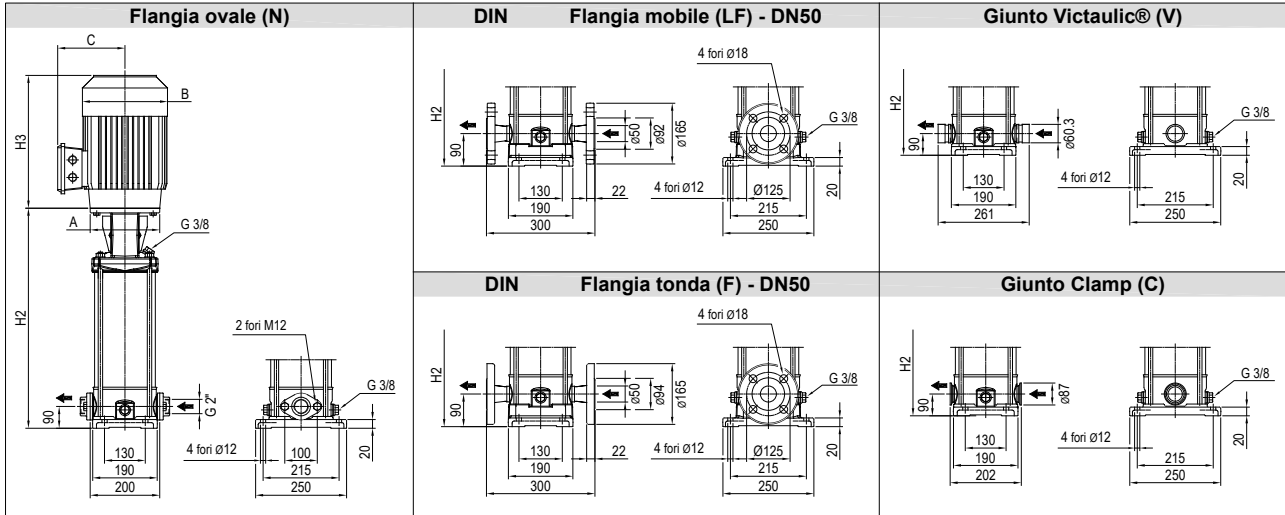 Flangia ovale (N)
C
B
H3
A
G 3/8
H2
2 fori M12
G 3/8
90
G 2"
20
130
4 fori Ø12
100
190
215
200
250
DIN Flangia mobile (LF) - DN50
4 fori Ø18
H2
G 3/8
90
ø50
ø92
ø165
20
130
22
4 fori Ø12
Ø125
190
215
300
250
Giunto Victaulic® (V)
H2
G 3/8
90
ø60.3
20
130
4 fori Ø12
190
215
261
250
DIN Flangia tonda (F) - DN50
4 fori Ø18
H2
G 3/8
90
ø50
ø94
ø165
20
130
22
4 fori Ø12
Ø125
190
215
300
250
Giunto Clamp (C)
H2
G 3/8
90
ø87
20
130
4 fori Ø12
190
215
202
250